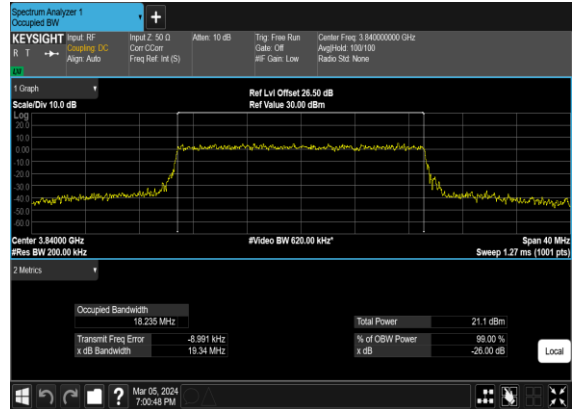 Spectrum Analyzer 1
Occupied BW
+
KEYSIGHT Input: RF Input Z: 50 Ω Atten: 10 dB Trig: Free Run Center Freq: 3.840000000 GHz
R T Coupling: DC Corr CCorr Gate: Off Avg|Hold: 100/100
Align: Auto Freq Ref: Int (S) #IF Gain: Low Radio Std: None
1 Graph
Ref Lvl Offset 26.50 dB
Scale/Div 10.0 dB Ref Value 30.00 dBm
Log
20.0
10.0
0.00
-10.0
-20.0
-30.0
-40.0
-50.0
-60.0
Center 3.84000 GHz #Video BW 620.00 kHz* Span 40 MHz
#Res BW 200.00 kHz Sweep 1.27 ms (1001 pts)
2 Metrics
Occupied Bandwidth
18.235 MHz Total Power 21.1 dBm
Transmit Freq Error -8.991 kHz % of OBW Power 99.00 %
x dB Bandwidth 19.34 MHz x dB -26.00 dB
Local
? Mar 05, 2024
7:00:48 PM